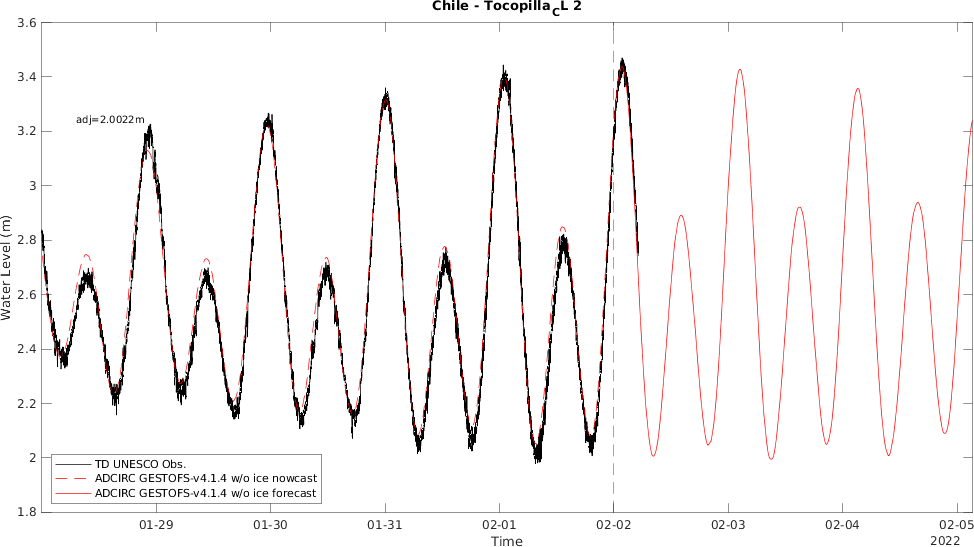 Chile - Tocopilla_CL 2
3.6
3.4
3.2
3
2.8
2.6
2.4
2.2
2
1.8
Water Level (m)
adj=2.0022m
TD UNESCO Obs.
ADCIRC GESTOFS-v4.1.4 w/o ice nowcast
ADCIRC GESTOFS-v4.1.4 w/o ice forecast
01-29 01-30 01-31 02-01 02-02 02-03 02-04 02-05
Time
2022